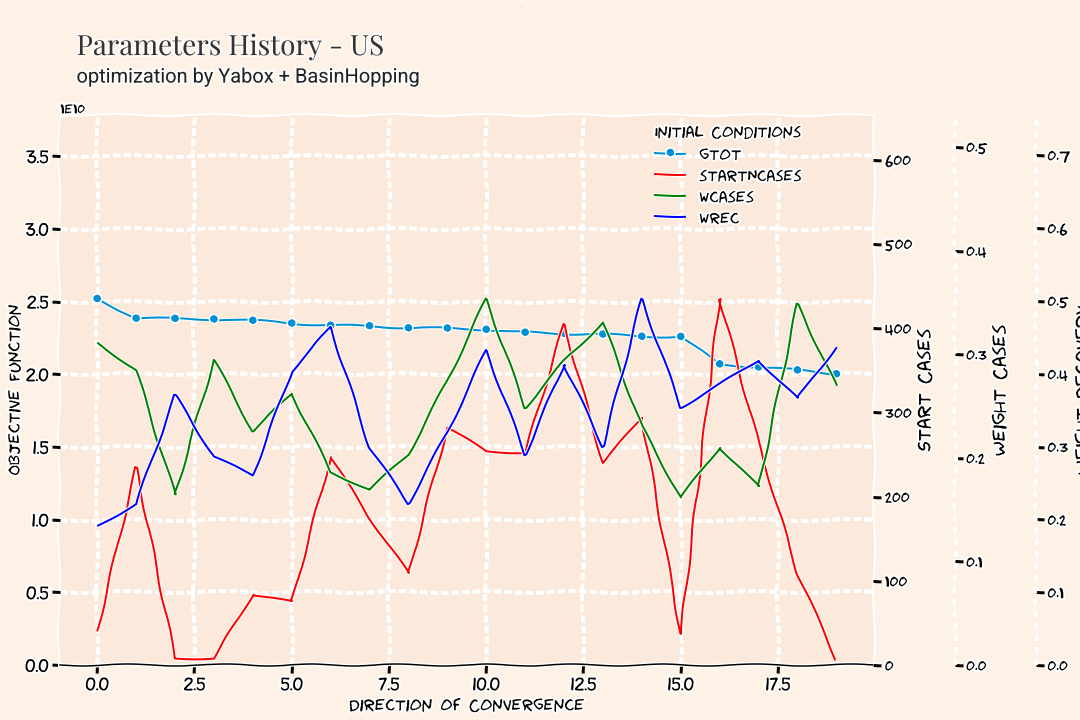 Parameters History - US
optimization by Yabox + BasinHopping
1E10
INITIAL CONDITIONS
GTOT
STARTNCASES
WCASES
WREC
3.5
3.0
2.5
2.0
1.5
1.0
0.5
0.0
OBJECTIVE FUNCTION
0.0 2.5 5.0 7.5 10.0 12.5 15.0 17.5
DIRECTION OF CONVERGENCE
600
500
400
300
200
100
0
START CASES
0.5
0.4
0.3
0.2
0.1
0.0
WEIGHT CASES
0.7
0.6
0.5
0.4
0.3
0.2
0.1
0.0